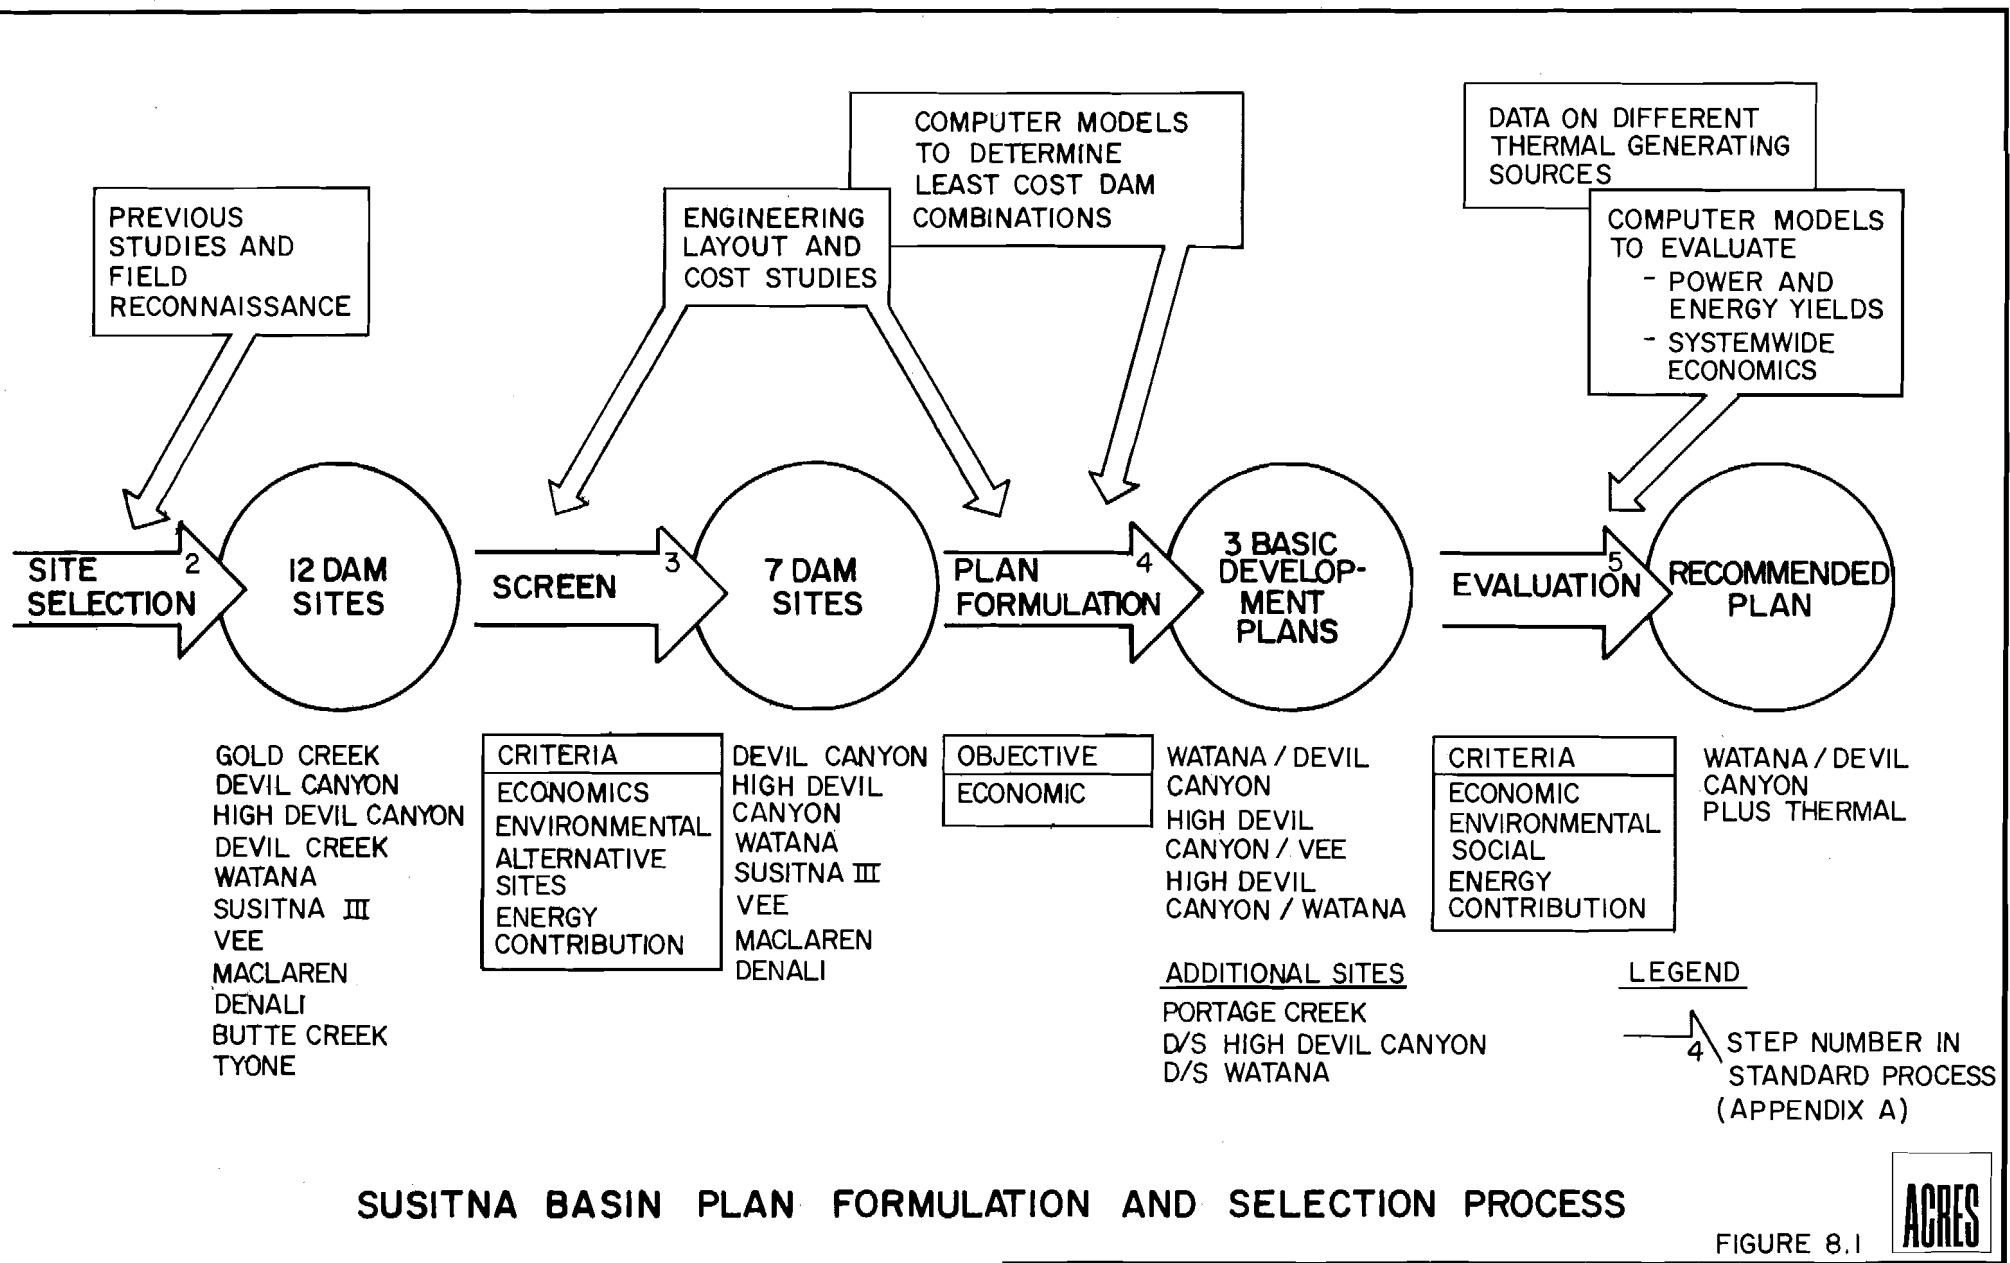 PREVIOUS
STUDIES AND
FIELD
RECONNAISSANCE
ENGINEERING
LAYOUT AND
COST STUDIES
COMPUTER MODELS
TO DETERMINE
LEAST COST DAM
COMBINATIONS
DATA ON DIFFERENT
THERMAL GENERATING
SOURCES
COMPUTER MODELS
TO EVALUATE
- POWER AND
ENERGY YIELDS
- SYSTEMWIDE
ECONOMICS
SITE
SELECTION
2
12 DAM
SITES
SCREEN
3
7 DAM
SITES
PLAN
FORMULATION
4
3 BASIC
DEVELOP-
MENT
PLANS
EVALUATION
5
RECOMMENDED
PLAN
GOLD CREEK
DEVIL CANYON
HIGH DEVIL CANYON
DEVIL CREEK
WATANA
SUSITNA III
VEE
MACLAREN
DENALI
BUTTE CREEK
TYONE
CRITERIA
ECONOMICS
ENVIRONMENTAL
ALTERNATIVE
SITES
ENERGY
CONTRIBUTION
DEVIL CANYON
HIGH DEVIL
CANYON
WATANA
SUSITNA III
VEE
MACLAREN
DENALI
OBJECTIVE
ECONOMIC
WATANA / DEVIL
CANYON
HIGH DEVIL
CANYON / VEE
HIGH DEVIL
CANYON / WATANA
ADDITIONAL SITES
PORTAGE CREEK
D/S HIGH DEVIL CANYON
D/S WATANA
CRITERIA
ECONOMIC
ENVIRONMENTAL
SOCIAL
ENERGY
CONTRIBUTION
WATANA / DEVIL
CANYON
PLUS THERMAL
LEGEND
4
STEP NUMBER IN
STANDARD PROCESS
(APPENDIX A)
SUSITNA BASIN PLAN FORMULATION AND SELECTION PROCESS
FIGURE 8.1
ACRES